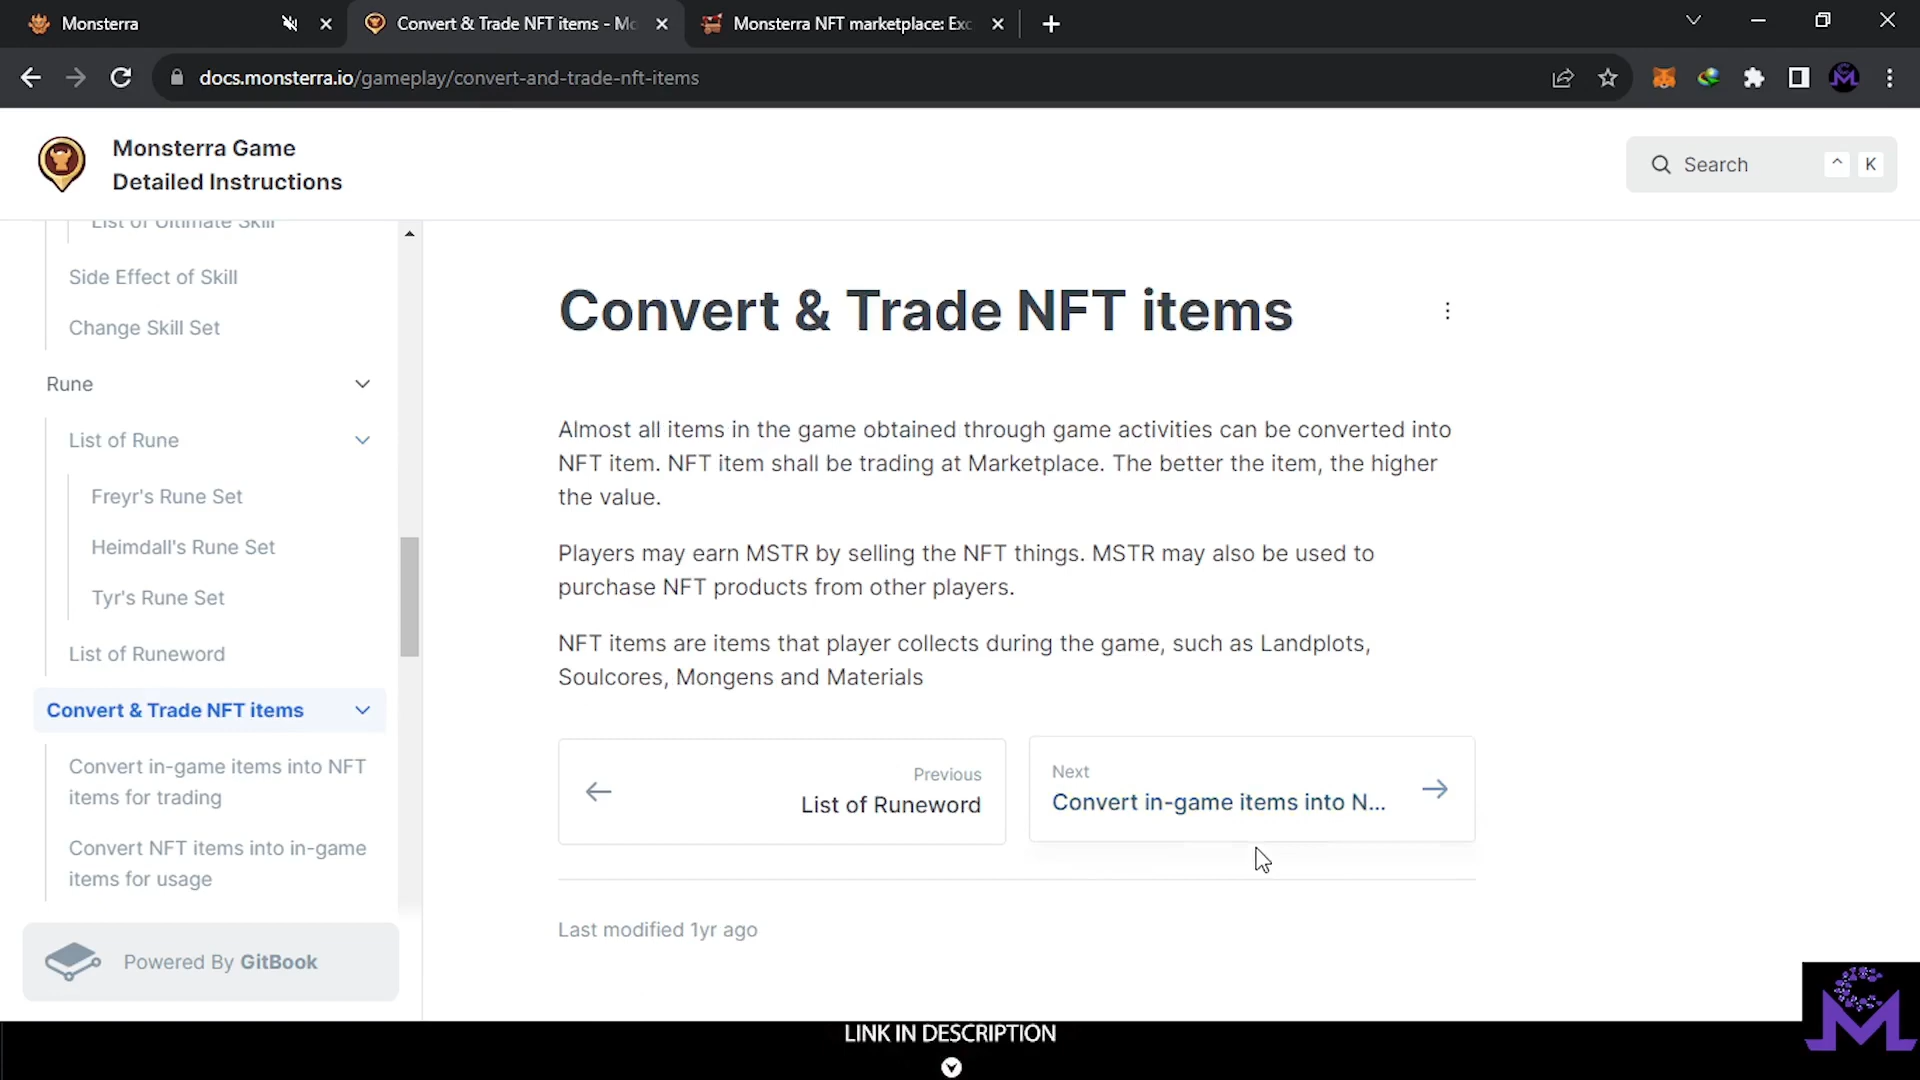 Monsterra
Convert & Trade NFT items - Mo
Monsterra NFT marketplace: Exc
docs.monsterra.io/gameplay/convert-and-trade-nft-items
Monsterra Game
Detailed Instructions
Search
^ K
List of Ultimate Skill
Side Effect of Skill
Change Skill Set
Rune
List of Rune
Freyr's Rune Set
Heimdall's Rune Set
Tyr's Rune Set
List of Runeword
Convert & Trade NFT items
Convert in-game items into NFT
items for trading
Convert NFT items into in-game
items for usage
Powered By GitBook
Convert & Trade NFT items
Almost all items in the game obtained through game activities can be converted into
NFT item. NFT item shall be trading at Marketplace. The better the item, the higher
the value.
Players may earn MSTR by selling the NFT things. MSTR may also be used to
purchase NFT products from other players.
NFT items are items that player collects during the game, such as Landplots,
Soulcores, Mongens and Materials
Previous
List of Runeword
Next
Convert in-game items into N...
Last modified 1yr ago
LINK IN DESCRIPTION